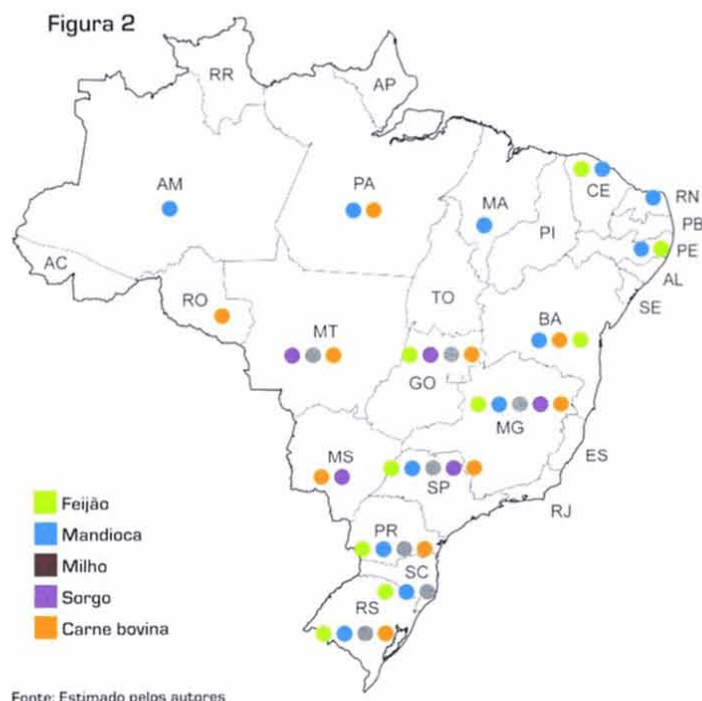 Figura 2
RR
AP
AM
PA
MA
CE
RN
PB
PI
PE
AC
AL
TO
SE
RO
MT
BA
GO
MG
MS
ES
SP
RJ
PR
SC
RS
Feijão
Mandioca
Milho
Sorgo
Carne bovina
Fonte: Estimado pelos autores